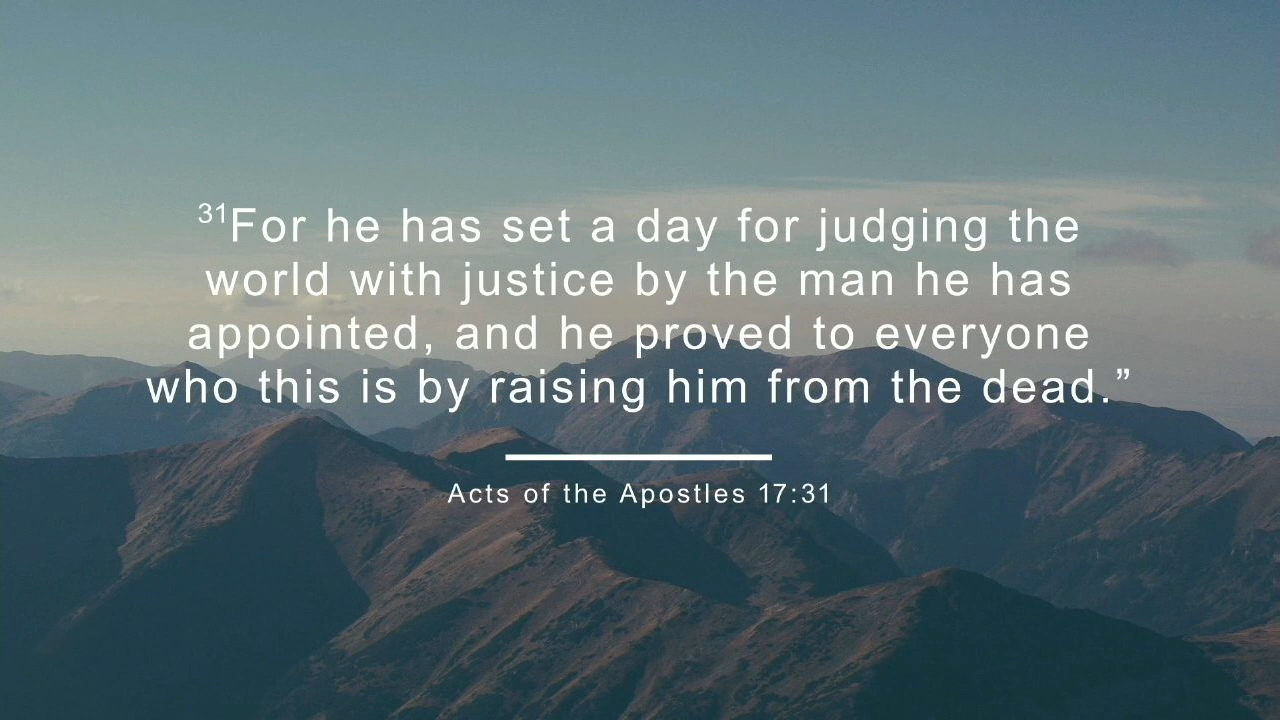 31For he has set a day for judging the
world with justice by the man he has
appointed, and he proved to everyone
who this is by raising him from the dead.”
Acts of the Apostles 17:31